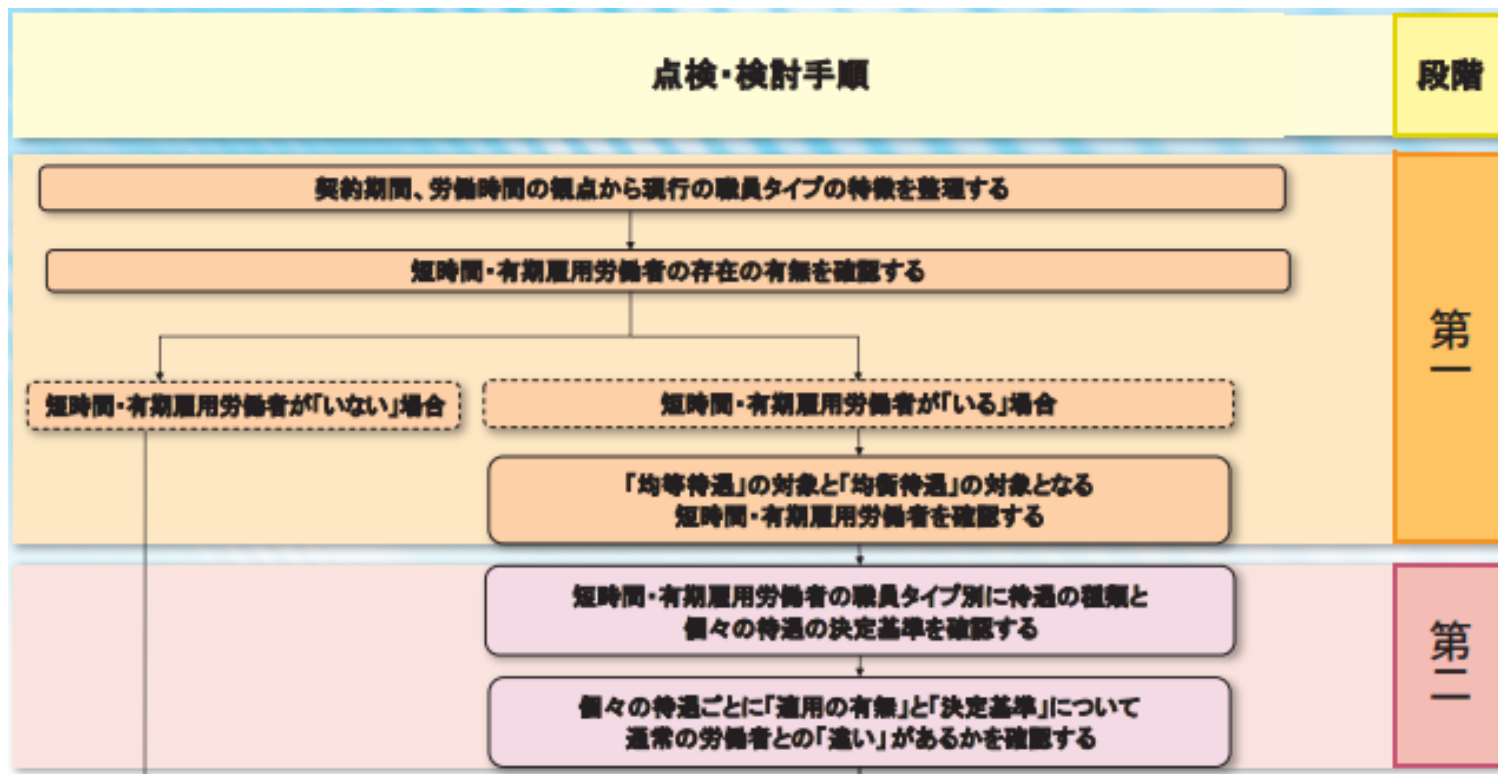 点検・検討手順
段階
契約期間、労働時間の観点から現行の職員タイプの特徴を整理する
短時間・有期雇用労働者の存在の有無を確認する
短時間・有期雇用労働者が「いない」場合
短時間・有期雇用労働者が「いる」場合
「均等待遇」の対象と「均衡待遇」の対象となる
短時間・有期雇用労働者を確認する
第一
短時間・有期雇用労働者の職員タイプ別に待遇の種類と
個々の待遇の決定基準を確認する
個々の待遇ごとに「適用の有無」と「決定基準」について
通常の労働者との「違い」があるかを確認する
第二